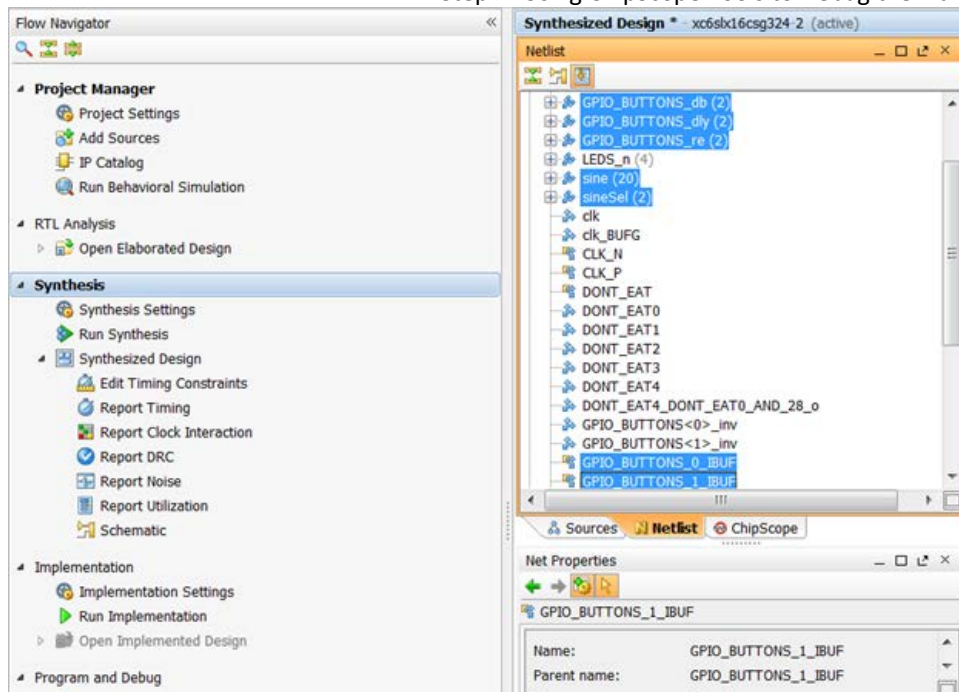 Flow Navigator
Project Manager
Project Settings
Add Sources
IP Catalog
Run Behavioral Simulation
RTL Analysis
Open Elaborated Design
Synthesis
Synthesis Settings
Run Synthesis
Synthesized Design
Edit Timing Constraints
Report Timing
Report Clock Interaction
Report DRC
Report Noise
Report Utilization
Schematic
Implementation
Implementation Settings
Run Implementation
Open Implemented Design
Program and Debug
Synthesized Design * - xc6slx16csg324-2 (active)
Netlist
GPIO_BUTTONS_db (2)
GPIO_BUTTONS_dly (2)
GPIO_BUTTONS_re (2)
LEDS_n (4)
sine (20)
sineSel (2)
clk
clk_BUFG
CLK_N
CLK_P
DONT_EAT
DONT_EAT0
DONT_EAT1
DONT_EAT2
DONT_EAT3
DONT_EAT4
DONT_EAT4_DONT_EAT0_AND_28_o
GPIO_BUTTONS<0>_inv
GPIO_BUTTONS<1>_inv
GPIO_BUTTONS_0_IBUF
GPIO_BUTTONS_1_IBUF
Sources Netlist ChipScope
Net Properties
GPIO_BUTTONS_1_IBUF
Name: GPIO_BUTTONS_1_IBUF
Parent name: GPIO_BUTTONS_1_IBUF